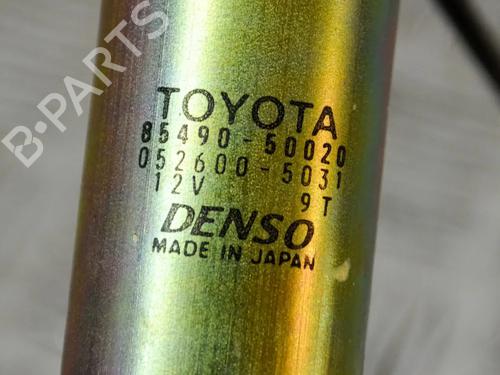 TOYOTA
85490-50020
052600-5031
12V 9T
DENSO
MADE IN JAPAN
B-PARTS